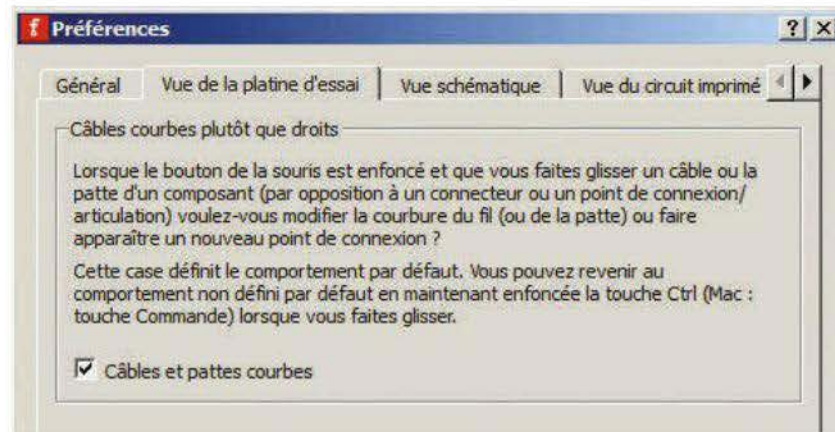 f Préférences ? ×
Général Vue de la platine d'essai Vue schématique Vue du circuit imprimé
Câbles courbes plutôt que droits
Lorsque le bouton de la souris est enfoncé et que vous faites glisser un câble ou la
patte d'un composant (par opposition à un connecteur ou un point de connexion/
articulation) voulez-vous modifier la courbure du fil (ou de la patte) ou faire
apparaître un nouveau point de connexion ?
Cette case définit le comportement par défaut. Vous pouvez revenir au
comportement non défini par défaut en maintenant enfoncée la touche Ctrl (Mac :
touche Commande) lorsque vous faites glisser.
Câbles et pattes courbes